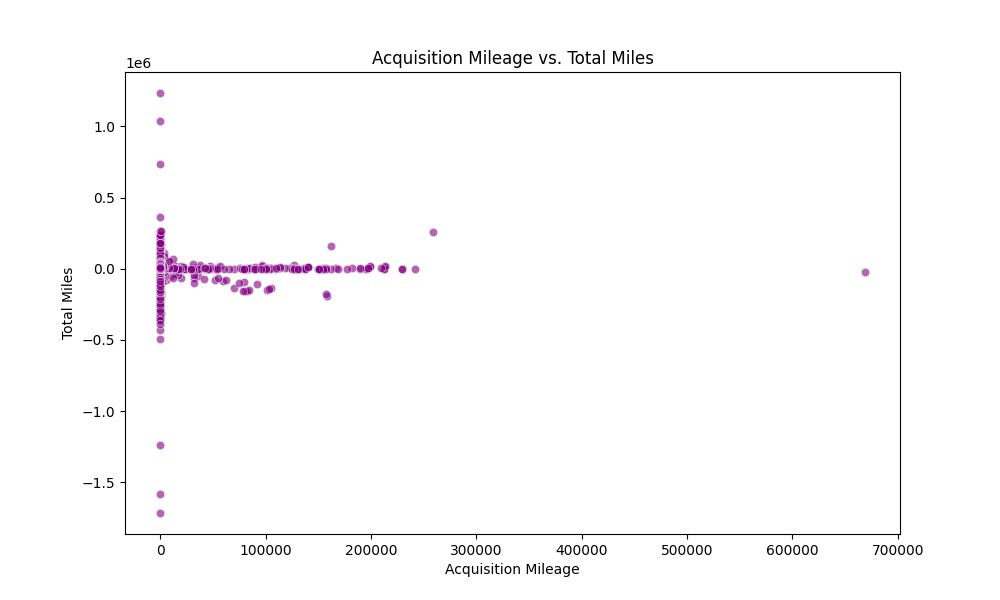 Acquisition Mileage vs. Total Miles
1e6
1.0
0.5
0.0
−0.5
−1.0
−1.5
Total Miles
0 100000 200000 300000 400000 500000 600000 700000
Acquisition Mileage